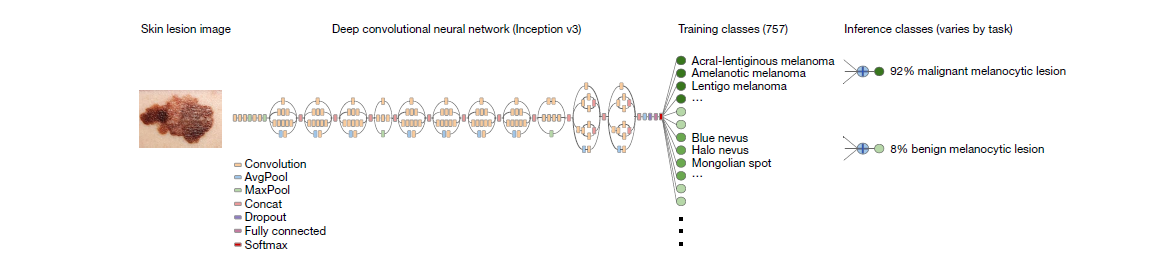 Skin lesion image
Deep convolutional neural network (Inception v3)
Training classes (757)
Inference classes (varies by task)
Acral-lentiginous melanoma
Amelanotic melanoma
Lentigo melanoma
...
Blue nevus
Halo nevus
Mongolian spot
...
92% malignant melanocytic lesion
8% benign melanocytic lesion
Convolution
AvgPool
MaxPool
Concat
Dropout
Fully connected
Softmax